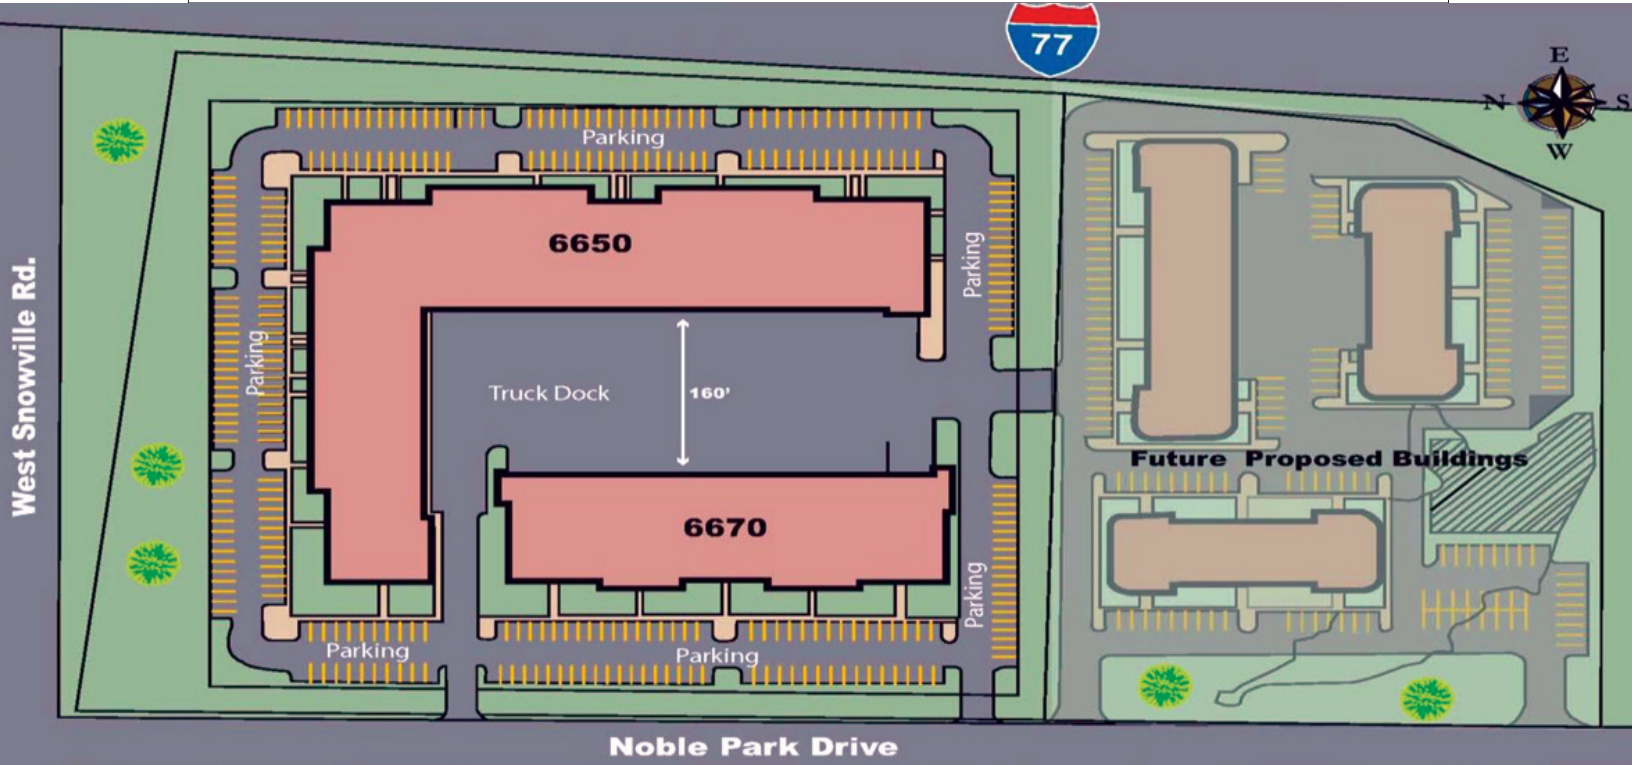 77
E
N
S
W
Parking
6650
Parking
West Snowville Rd.
Parking
Truck Dock
160'
Future Proposed Buildings
6670
Parking
Parking
Parking
Noble Park Drive